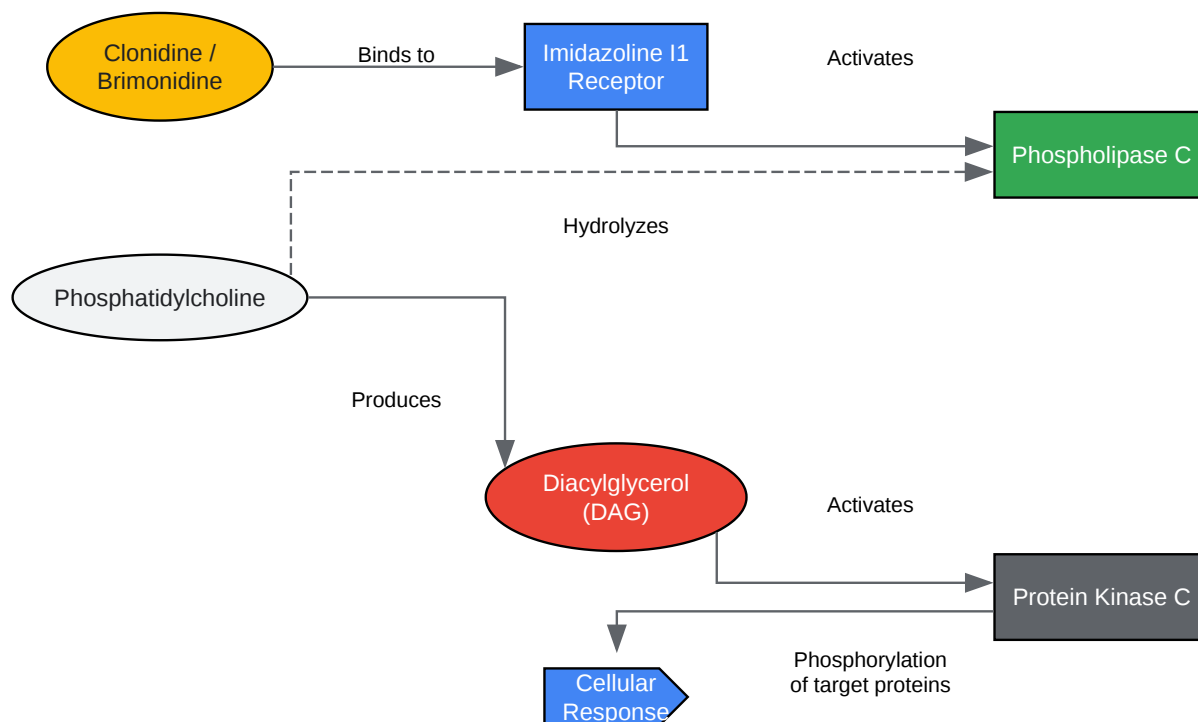 Clonidine /
Brimonidine
Binds to
Imidazoline I1
Receptor
Activates
Phospholipase C
Hydrolyzes
Phosphatidylcholine
Produces
Diacylglycerol
(DAG)
Activates
Protein Kinase C
Phosphorylation
of target proteins
Cellular
Response